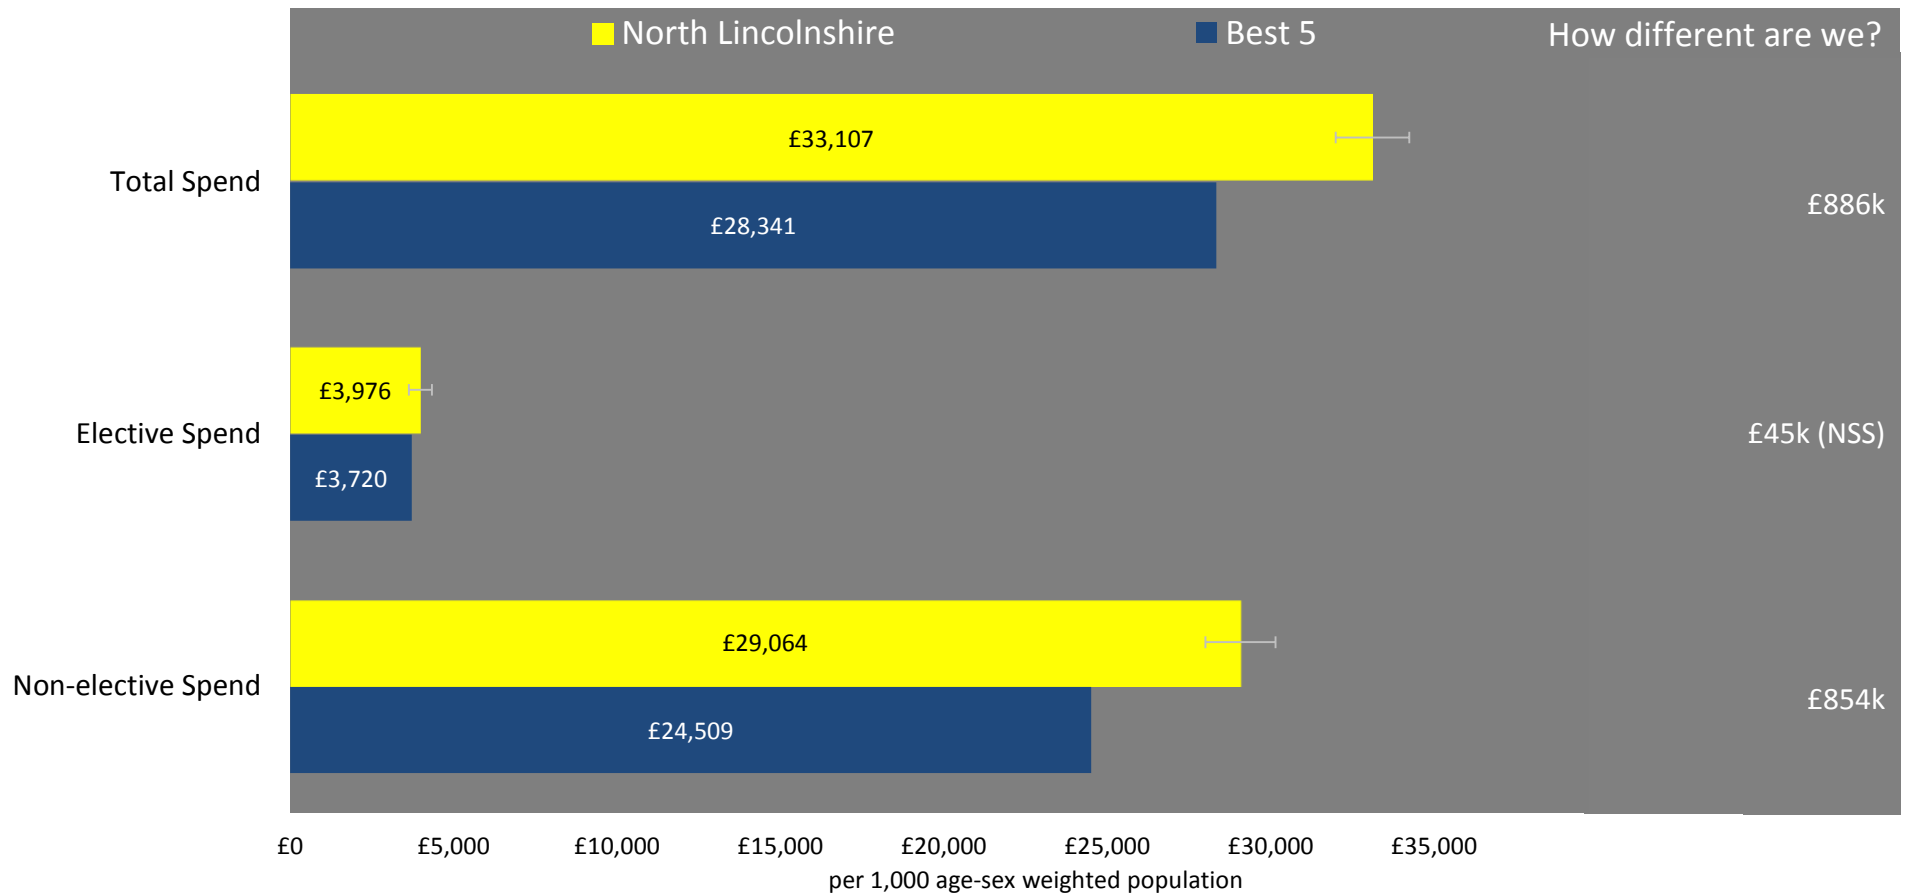 North Lincolnshire Best 5 How different are we?
£33,107
Total Spend
£28,341
£886k
£3,976
Elective Spend
£45k (NSS)
£3,720
£29,064
Non-elective Spend
£854k
£24,509
£0 £5,000 £10,000 £15,000 £20,000 £25,000 £30,000 £35,000
per 1,000 age-sex weighted population